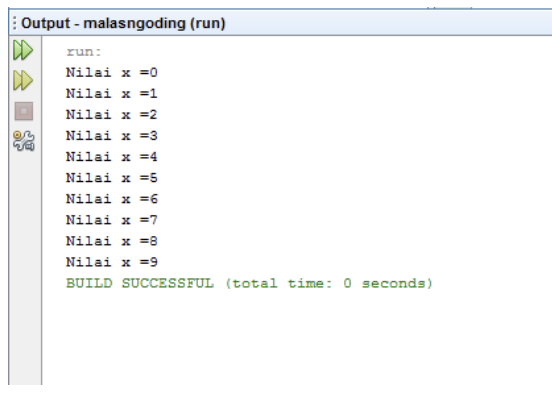 Output - malasngoding (run)
run:
Nilai x =0
Nilai x =1
Nilai x =2
Nilai x =3
Nilai x =4
Nilai x =5
Nilai x =6
Nilai x =7
Nilai x =8
Nilai x =9
BUILD SUCCESSFUL (total time: 0 seconds)